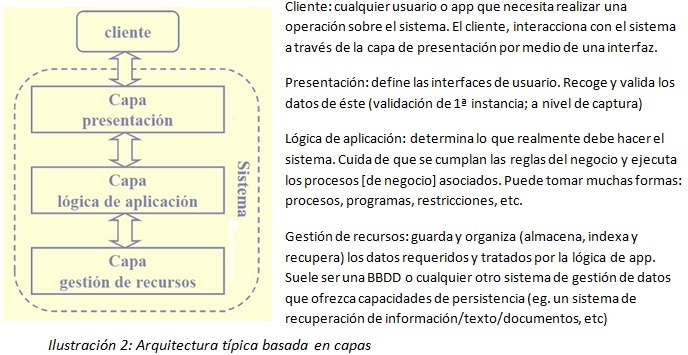 cliente
Capa
presentación
Capa
lógica de aplicación
Capa
gestión de recursos
Sistema
Cliente: cualquier usuario o app que necesita realizar una
operación sobre el sistema. El cliente, interacciona con el sistema
a través de la capa de presentación por medio de una interfaz.
Presentación: define las interfaces de usuario. Recoge y valida los
datos de éste (validación de 1ª instancia; a nivel de captura)
Lógica de aplicación: determina lo que realmente debe hacer el
sistema. Cuida de que se cumplan las reglas del negocio y ejecuta
los procesos [de negocio] asociados. Puede tomar muchas formas:
procesos, programas, restricciones, etc.
Gestión de recursos: guarda y organiza (almacena, indexa y
recupera) los datos requeridos y tratados por la lógica de app.
Suele ser una BBDD o cualquier otro sistema de gestión de datos
que ofrezca capacidades de persistencia (eg. un sistema de
recuperación de información/texto/documentos, etc)
Ilustración 2: Arquitectura típica basada en capas